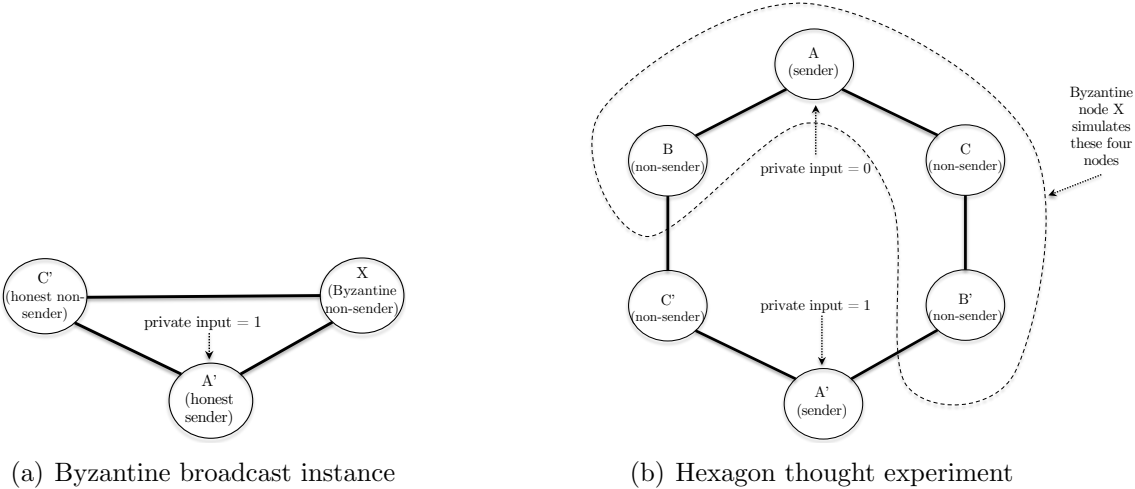 C'
(honest non-
sender)
X
(Byzantine
non-sender)
private input = 1
A'
(honest
sender)
(a) Byzantine broadcast instance
A
(sender)
B
(non-sender)
C
(non-sender)
private input = 0
Byzantine
node X
simulates
these four
nodes
C'
(non-sender)
private input = 1
B'
(non-sender)
A'
(sender)
(b) Hexagon thought experiment